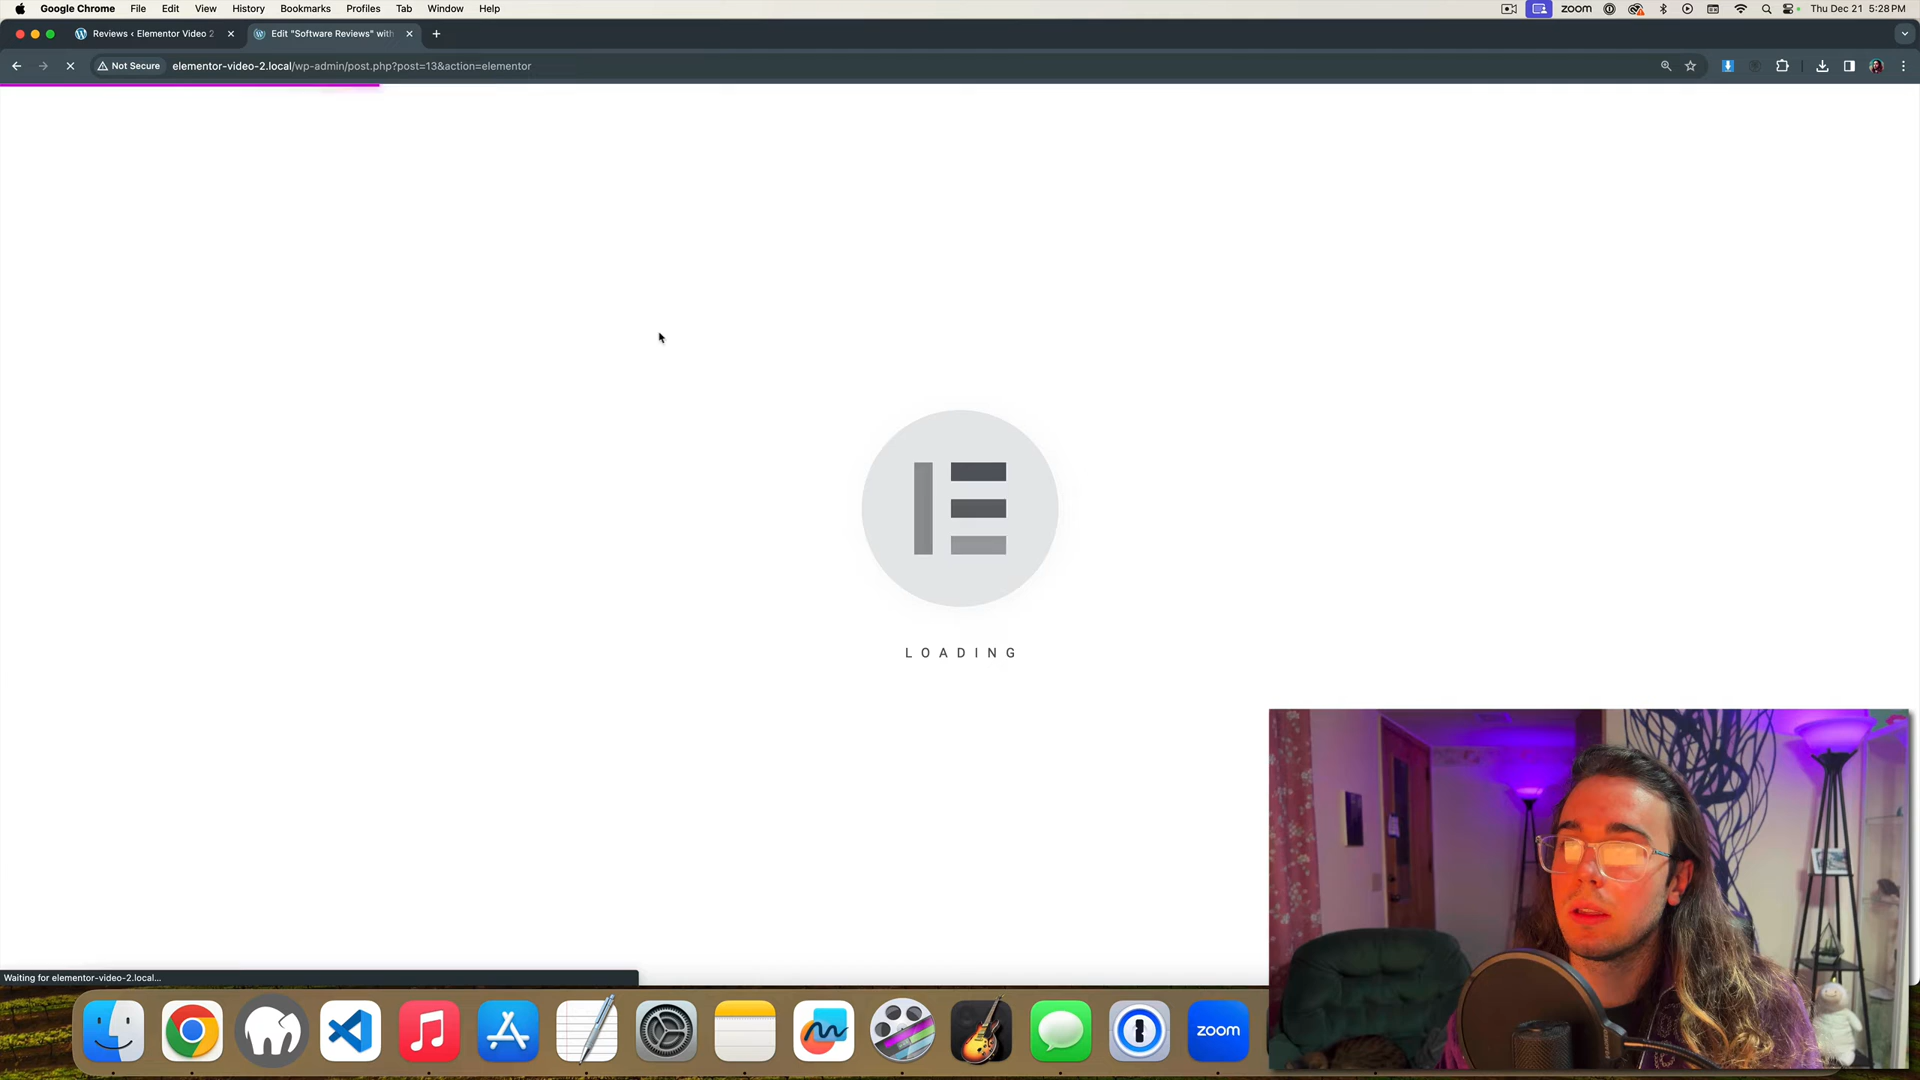 Google Chrome File Edit View History Bookmarks Profiles Tab Window Help zoom Thu Dec 21 5:28 PM
Reviews ‹ Elementor Video 2 Edit "Software Reviews" with
Not Secure elementor-video-2.local/wp-admin/post.php?post=13&action=elementor
LOADING
Waiting for elementor-video-2.local...
zoom